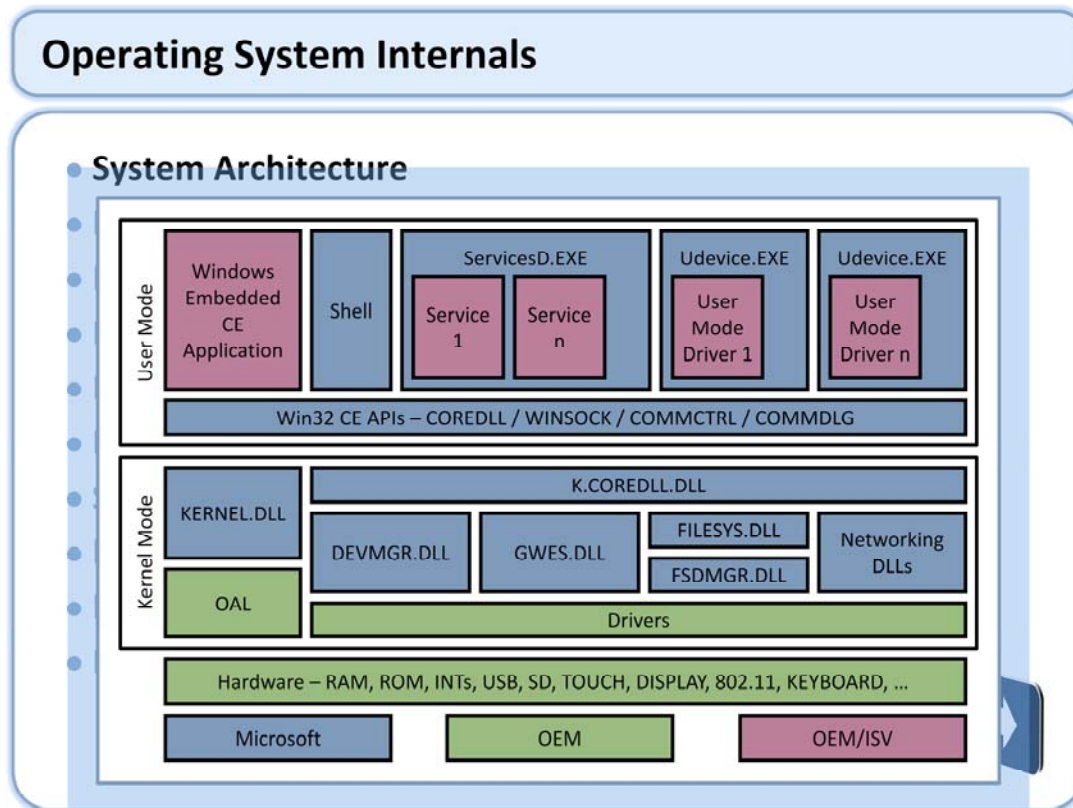 Operating System Internals
System Architecture
User Mode
Windows
Embedded
CE
Application
Shell
ServicesD.EXE
Service
1
Service
n
Udevice.EXE
User
Mode
Driver 1
Udevice.EXE
User
Mode
Driver n
Win32 CE APIs – COREDLL / WINSOCK / COMMCTRL / COMMDLG
Kernel Mode
KERNEL.DLL
K.COREDLL.DLL
DEVMGR.DLL
GWES.DLL
FILESYS.DLL
FSDMGR.DLL
Networking
DLLs
OAL
Drivers
Hardware – RAM, ROM, INTs, USB, SD, TOUCH, DISPLAY, 802.11, KEYBOARD, ...
Microsoft
OEM
OEM/ISV